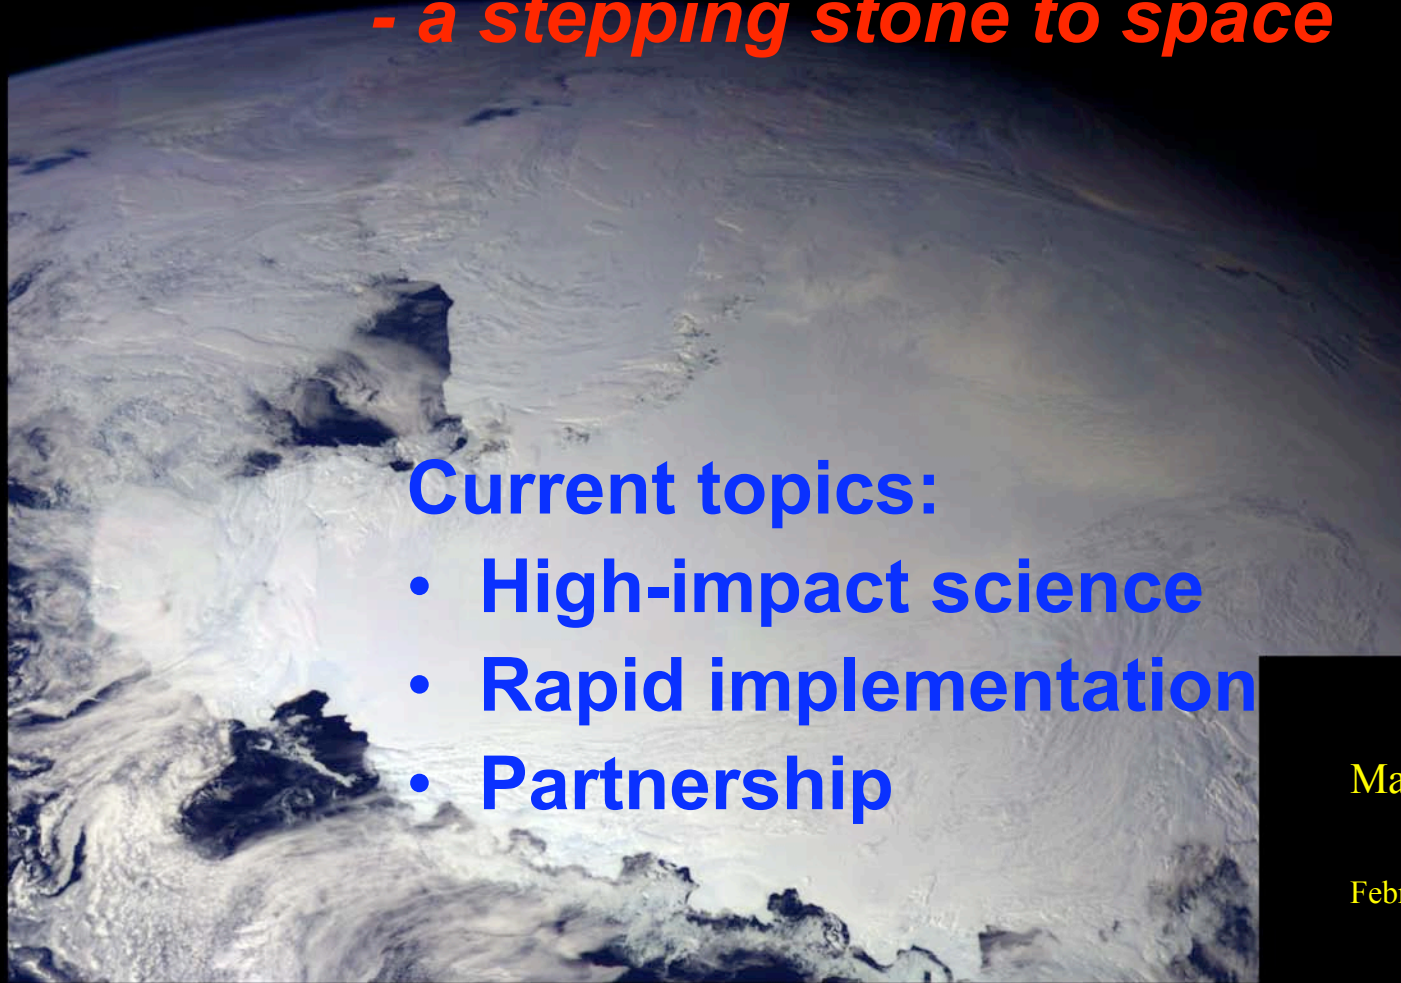 - a stepping stone to space
Current topics:
• High-impact science
• Rapid implementation
• Partnership